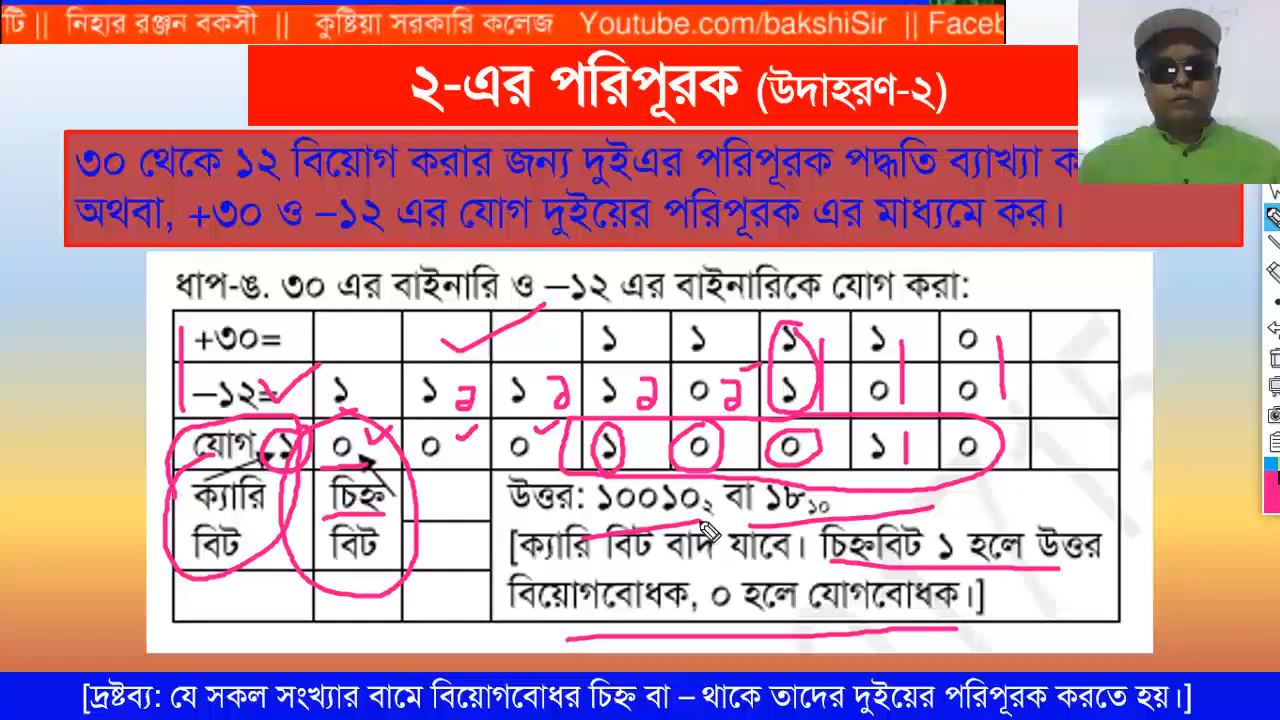 টি || নিহার রঞ্জন বকসী || কুষ্টিয়া সরকারি কলেজ Youtube.com/bakshiSir || Faceb
২-এর পরিপূরক (উদাহরণ-২)
৩০ থেকে ১২ বিয়োগ করার জন্য দুইএর পরিপূরক পদ্ধতি ব্যাখ্যা ক
অথবা, +৩০ ও –১২ এর যোগ দুইয়ের পরিপূরক এর মাধ্যমে কর।
ধাপ-ঙ. ৩০ এর বাইনারি ও –১২ এর বাইনারিকে যোগ করা:
+৩০= ১ ১ ১ ১ ০
–১২= ১ ১ ১ ১ ০ ১ ০ ০
যোগ ১ ০ ০ ০ ১ ০ ০ ১ ০
ক্যারি চিহ্ন উত্তর: ১০০১০₂ বা ১৮₁₀
বিট বিট [ক্যারি বিট বাদ যাবে। চিহ্নবিট ১ হলে উত্তর
বিয়োগবোধক, ০ হলে যোগবোধক।]
[দ্রষ্টব্য: যে সকল সংখ্যার বামে বিয়োগবোধর চিহ্ন বা – থাকে তাদের দুইয়ের পরিপূরক করতে হয়।]